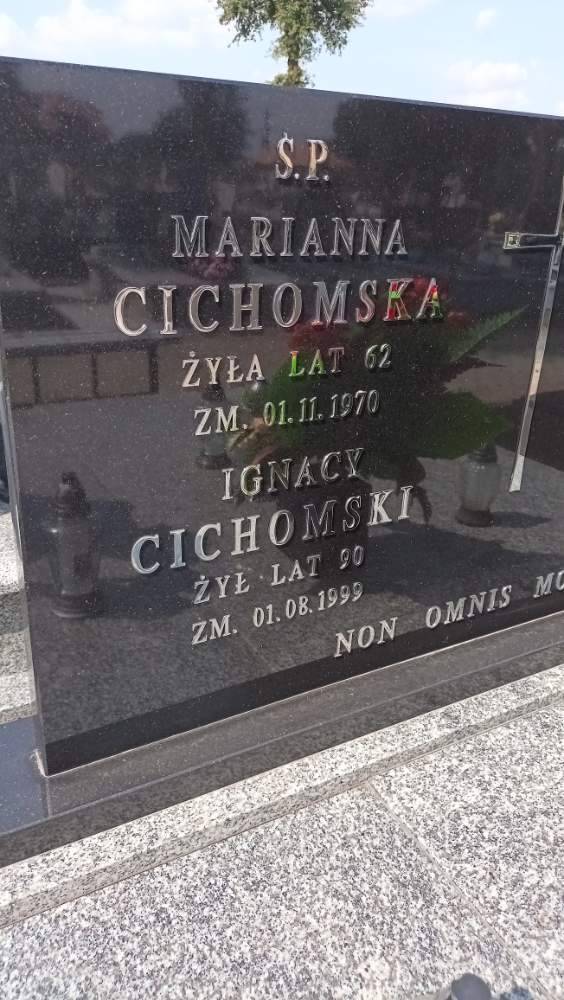 Ś.P.
MARIANNA
CICHOMSKA
ŻYŁA LAT 62
ZM. 01.11.1970
IGNACY
CICHOMSKI
ŻYŁ LAT 90
ZM. 01.08.1999
NON OMNIS MO